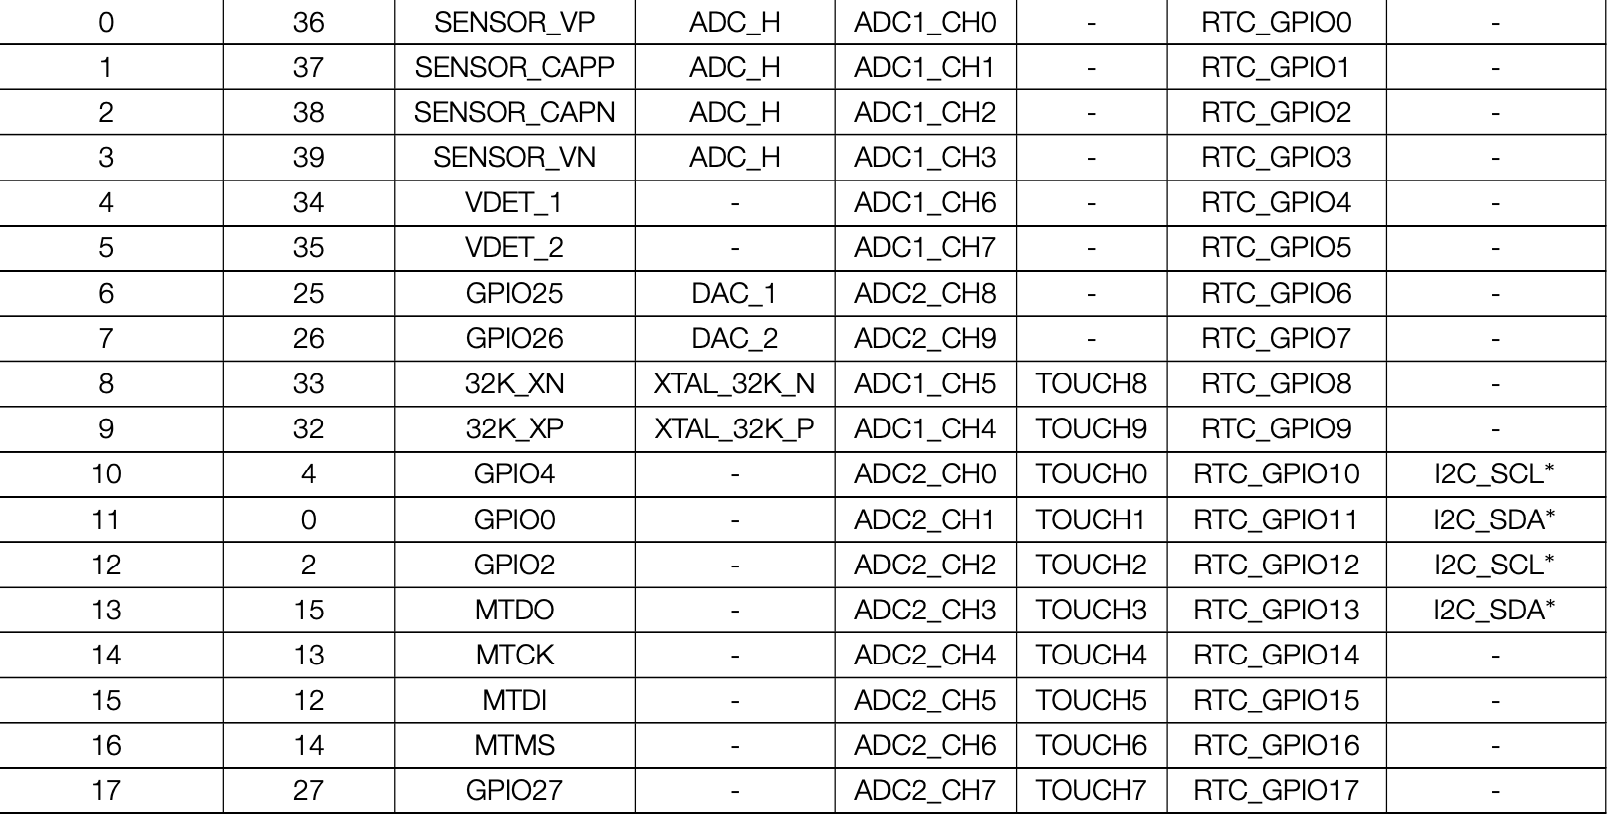 0 36 SENSOR_VP ADC_H ADC1_CH0 - RTC_GPIO0 -
1 37 SENSOR_CAPP ADC_H ADC1_CH1 - RTC_GPIO1 -
2 38 SENSOR_CAPN ADC_H ADC1_CH2 - RTC_GPIO2 -
3 39 SENSOR_VN ADC_H ADC1_CH3 - RTC_GPIO3 -
4 34 VDET_1 - ADC1_CH6 - RTC_GPIO4 -
5 35 VDET_2 - ADC1_CH7 - RTC_GPIO5 -
6 25 GPIO25 DAC_1 ADC2_CH8 - RTC_GPIO6 -
7 26 GPIO26 DAC_2 ADC2_CH9 - RTC_GPIO7 -
8 33 32K_XN XTAL_32K_N ADC1_CH5 TOUCH8 RTC_GPIO8 -
9 32 32K_XP XTAL_32K_P ADC1_CH4 TOUCH9 RTC_GPIO9 -
10 4 GPIO4 - ADC2_CH0 TOUCH0 RTC_GPIO10 I2C_SCL*
11 0 GPIO0 - ADC2_CH1 TOUCH1 RTC_GPIO11 I2C_SDA*
12 2 GPIO2 - ADC2_CH2 TOUCH2 RTC_GPIO12 I2C_SCL*
13 15 MTDO - ADC2_CH3 TOUCH3 RTC_GPIO13 I2C_SDA*
14 13 MTCK - ADC2_CH4 TOUCH4 RTC_GPIO14 -
15 12 MTDI - ADC2_CH5 TOUCH5 RTC_GPIO15 -
16 14 MTMS - ADC2_CH6 TOUCH6 RTC_GPIO16 -
17 27 GPIO27 - ADC2_CH7 TOUCH7 RTC_GPIO17 -